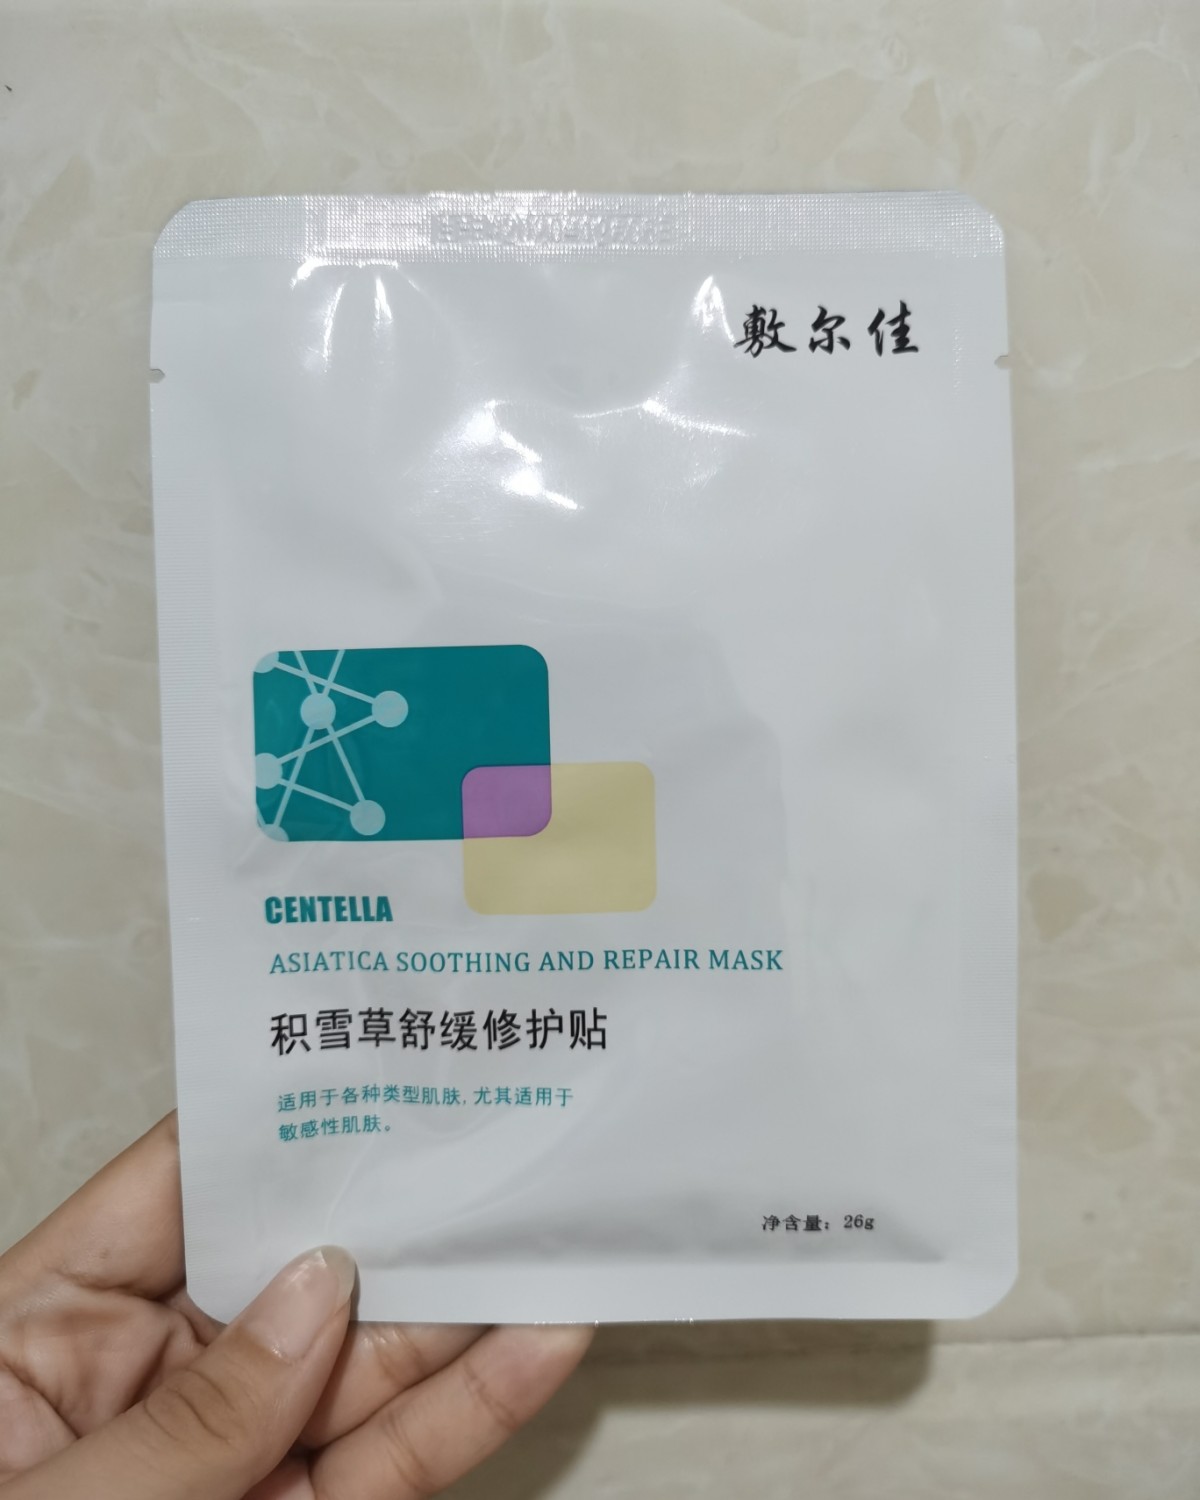 敷尔佳
CENTELLA
ASIATICA SOOTHING AND REPAIR MASK
积雪草舒缓修护贴
适用于各种类型肌肤,尤其适用于
敏感性肌肤。
净含量：26g